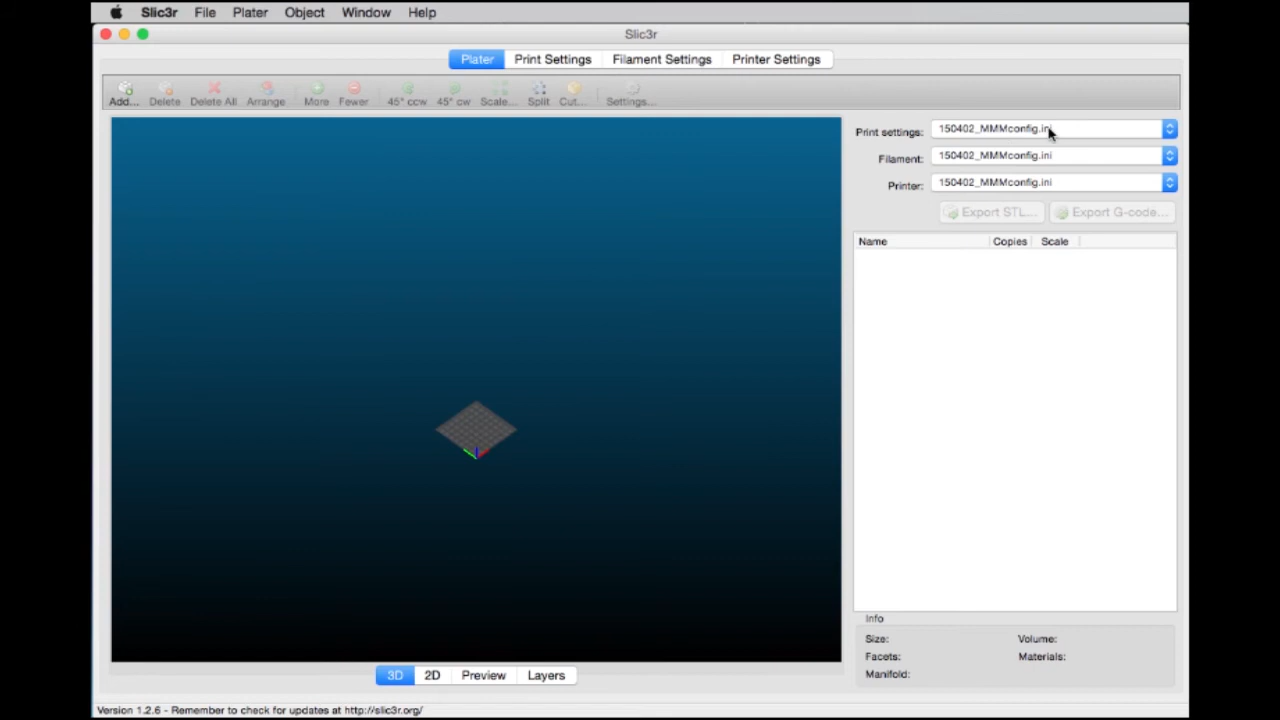 Slic3r File Plater Object Window Help
Slic3r
Plater Print Settings Filament Settings Printer Settings
Add... Delete Delete All Arrange More Fewer 45° ccw 45° cw Scale... Split Cut... Settings...
Print settings: 150402_MMMconfig.ini
Filament: 150402_MMMconfig.ini
Printer: 150402_MMMconfig.ini
Export STL... Export G-code...
Name Copies Scale
Info
Size: Volume:
Facets: Materials:
Manifold:
3D 2D Preview Layers
Version 1.2.6 - Remember to check for updates at http://slic3r.org/